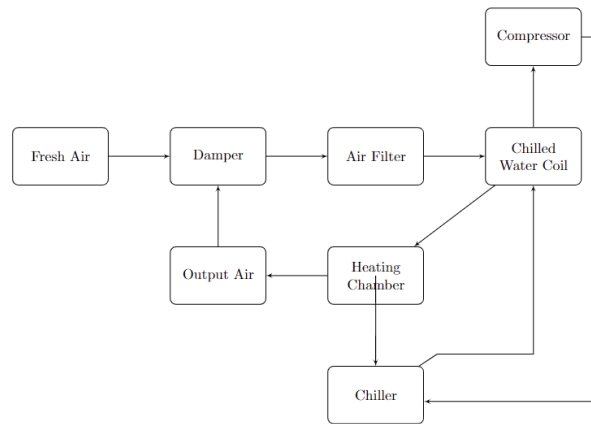 Compressor
Fresh Air
Damper
Air Filter
Chilled
Water Coil
Output Air
Heating
Chamber
Chiller